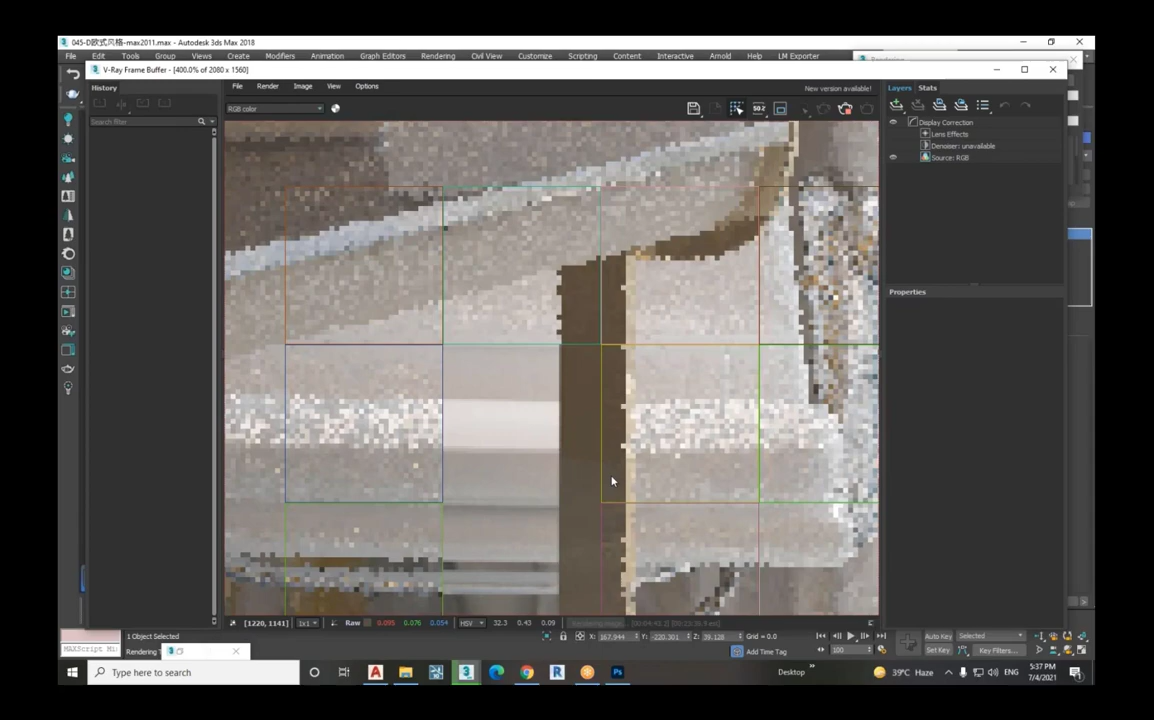 045-D欧式风格-max2011.max - Autodesk 3ds Max 2018
File Edit Tools Group Views Create Modifiers Animation Graph Editors Rendering Civil View Customize Scripting Content Interactive Arnold Help LM Exporter
V-Ray Frame Buffer - [400.0% of 2080 x 1560]
History
File Render Image View Options
New version available!
Layers Stats
RGB color
Search filter
Display Correction
Lens Effects
Denoiser: unavailable
Source: RGB
Properties
[1220, 1141] 1x1 Raw 0.095 0.076 0.054 HSV 32.3 0.43 0.09
1 Object Selected
X: 167.944 Y: -220.301 Z: 39.128 Grid = 0.0
Auto Key Selected
MAXScript Mi
Rendering T
Add Time Tag
100
Set Key Key Filters...
Type here to search
Desktop
39°C Haze
ENG
5:37 PM
7/4/2021